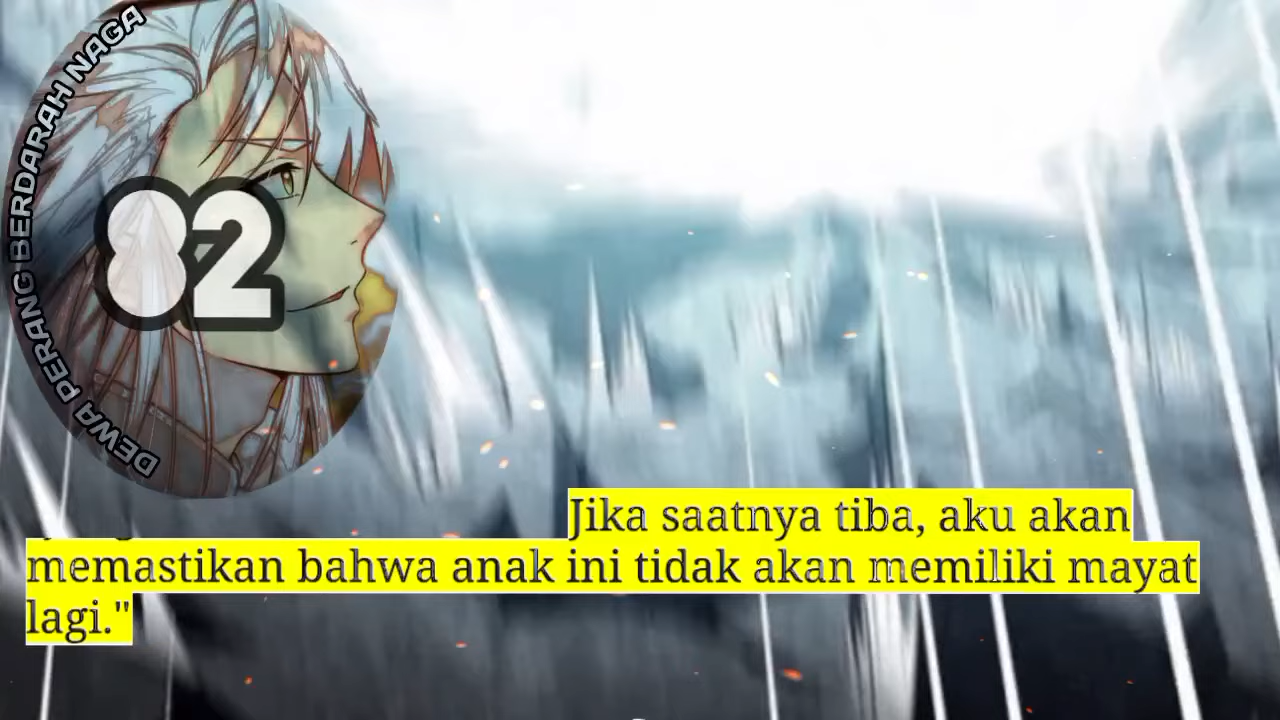 DEWA PERANG BERDARAH NAGA
82
Jika saatnya tiba, aku akan
memastikan bahwa anak ini tidak akan memiliki mayat
lagi."